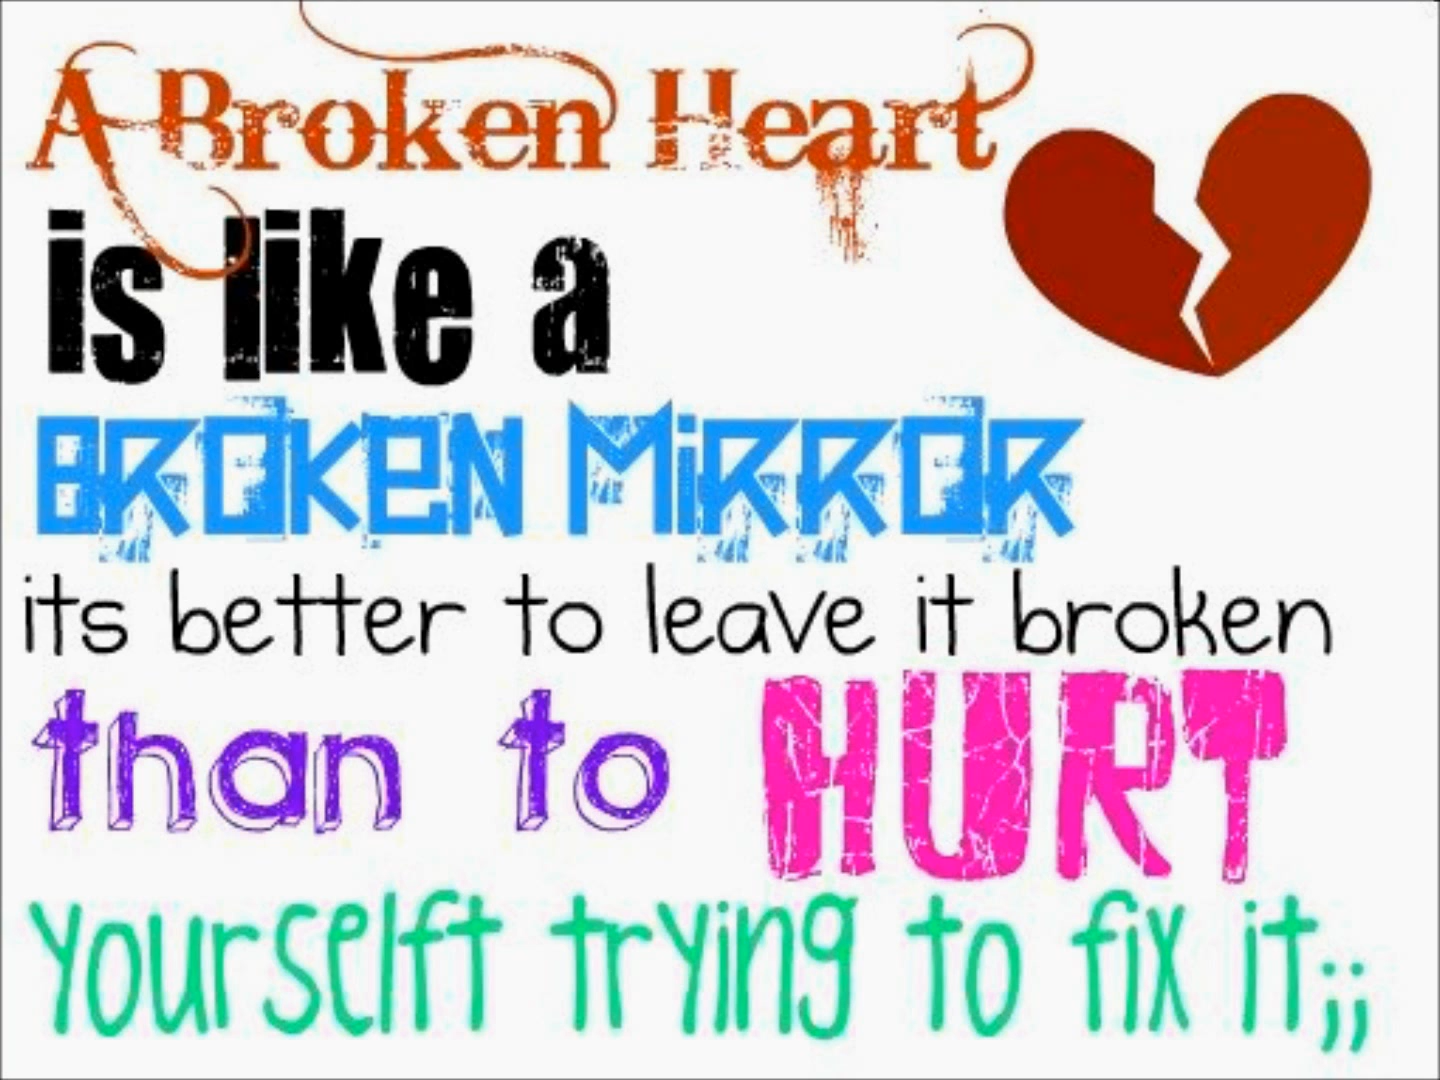 A Broken Heart
is like a
BROKEN MiRROR
its better to leave it broken
than to HURT
yourselft trying to fix it;;